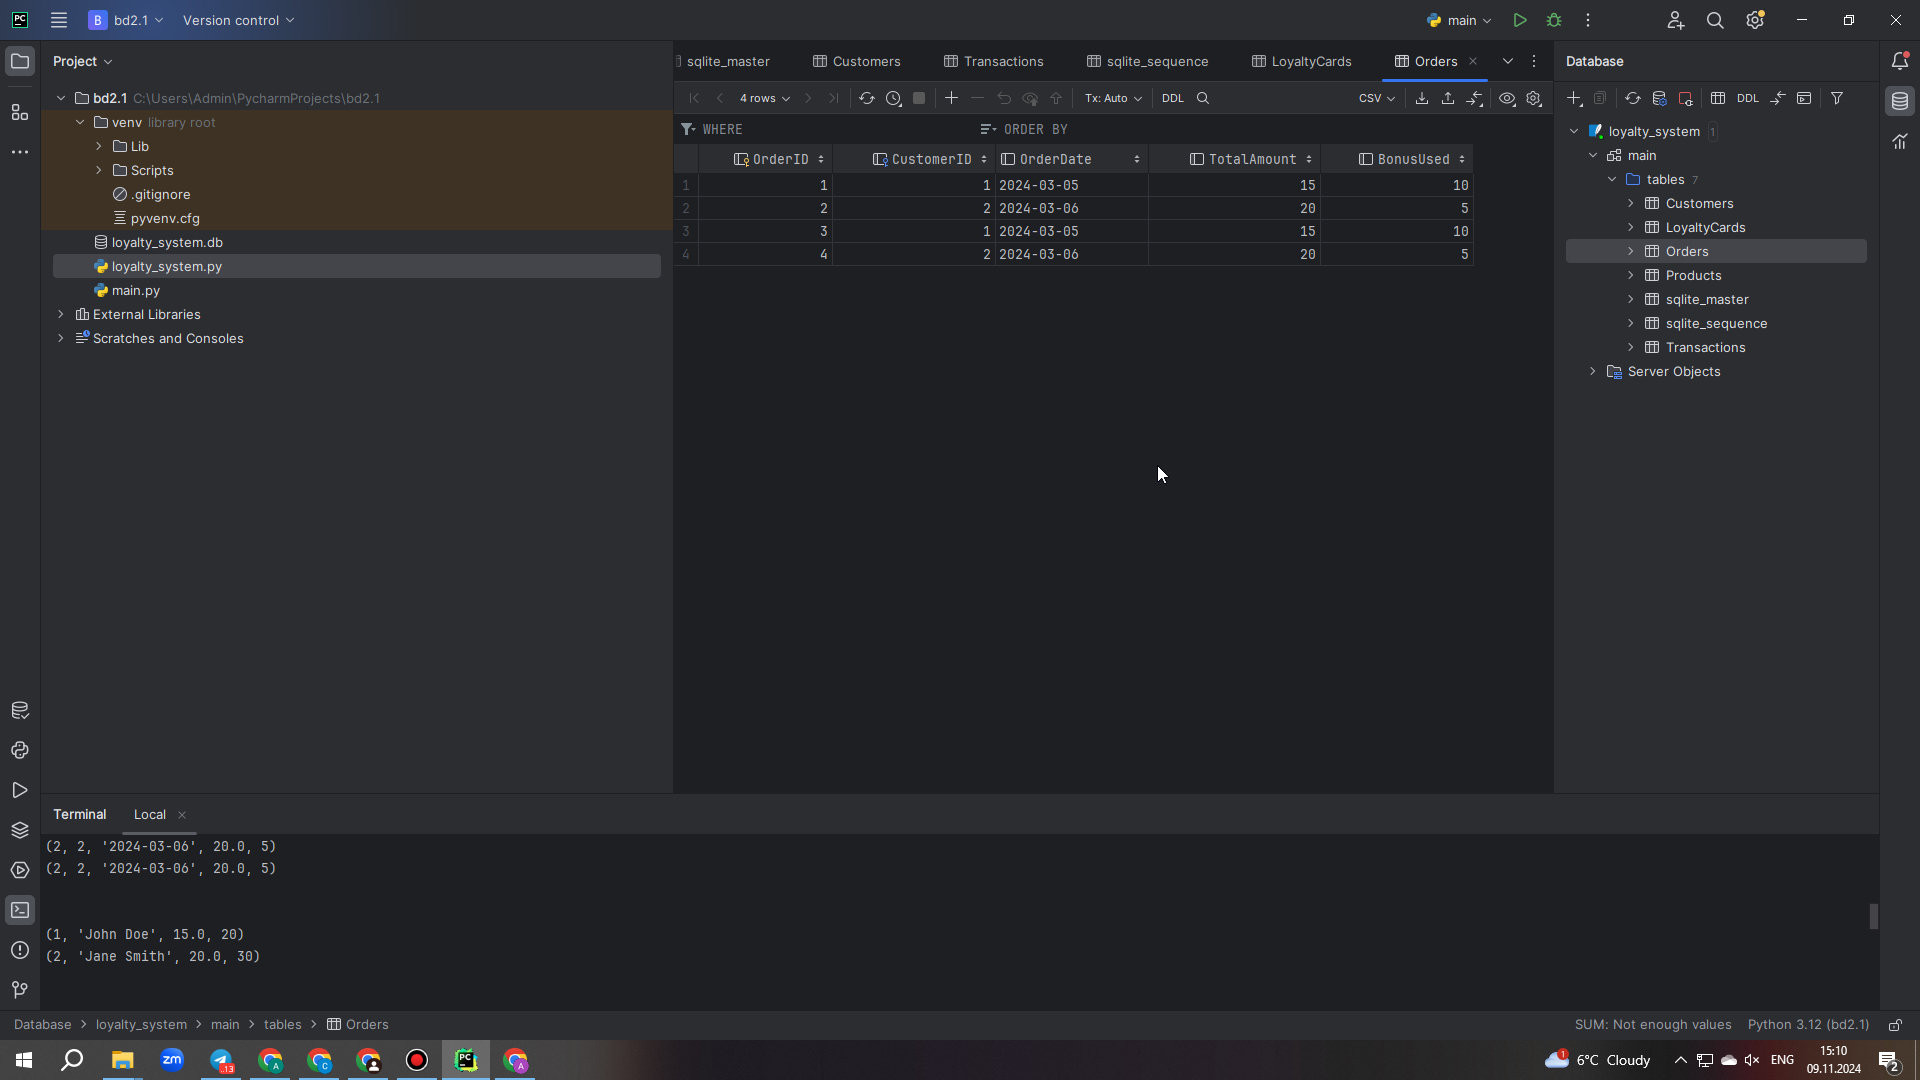 PC
B bd2.1 Version control main
Project
bd2.1 C:\Users\Admin\PycharmProjects\bd2.1
venv library root
Lib
Scripts
.gitignore
pyvenv.cfg
loyalty_system.db
loyalty_system.py
main.py
External Libraries
Scratches and Consoles
sqlite_master Customers Transactions sqlite_sequence LoyaltyCards Orders
4 rows Tx: Auto DDL CSV
WHERE ORDER BY
OrderID CustomerID OrderDate TotalAmount BonusUsed
1 1 1 2024-03-05 15 10
2 2 2 2024-03-06 20 5
3 3 1 2024-03-05 15 10
4 4 2 2024-03-06 20 5
Database
DDL
loyalty_system 1
main
tables 7
Customers
LoyaltyCards
Orders
Products
sqlite_master
sqlite_sequence
Transactions
Server Objects
Terminal Local
(2, 2, '2024-03-06', 20.0, 5)
(2, 2, '2024-03-06', 20.0, 5)
(1, 'John Doe', 15.0, 20)
(2, 'Jane Smith', 20.0, 30)
Database loyalty_system main tables Orders
SUM: Not enough values Python 3.12 (bd2.1)
zm 13 A C PC A
1 6°C Cloudy ENG 15:10
09.11.2024 2